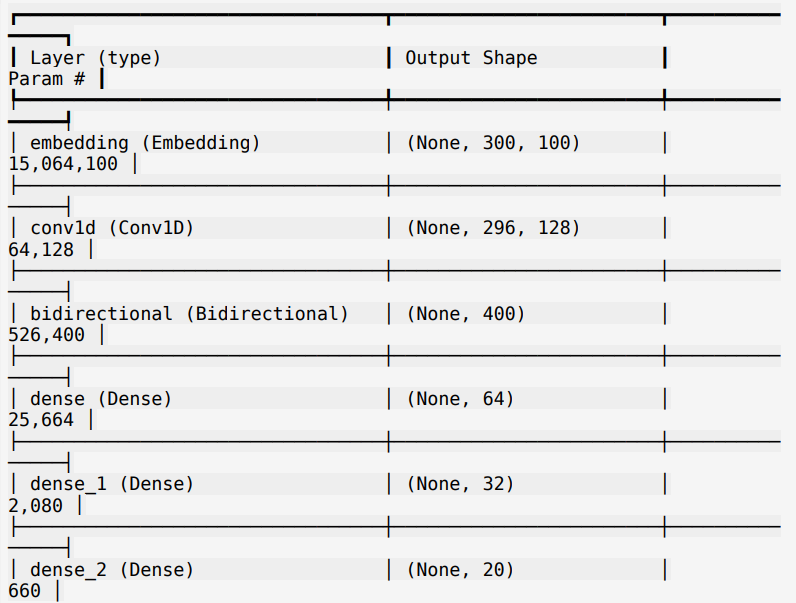 Layer (type) Output Shape
Param #
embedding (Embedding) (None, 300, 100)
15,064,100
conv1d (Conv1D) (None, 296, 128)
64,128
bidirectional (Bidirectional) (None, 400)
526,400
dense (Dense) (None, 64)
25,664
dense_1 (Dense) (None, 32)
2,080
dense_2 (Dense) (None, 20)
660